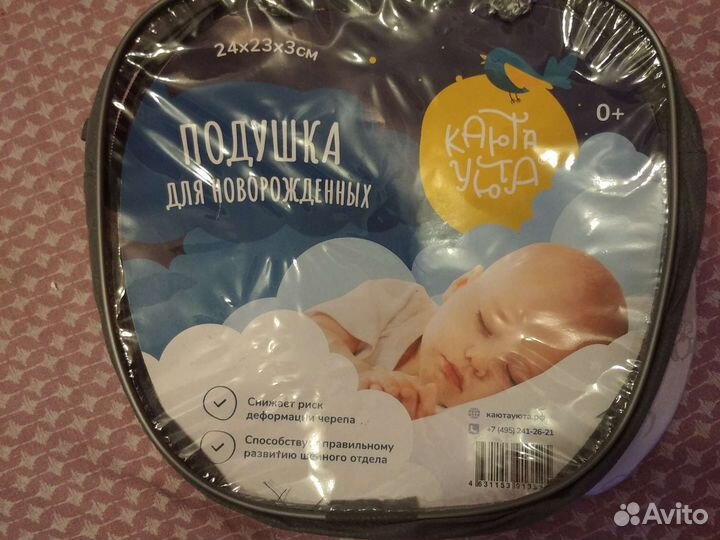 24x23x3см
0+
ПОДУШКА
ДЛЯ НОВОРОЖДЕННЫХ
КАЮТА
УЮТА
Снижает риск
деформации черепа
Способствует правильному
развитию шейного отдела
каютауюта.рф
+7 (495) 241-26-21
Avito